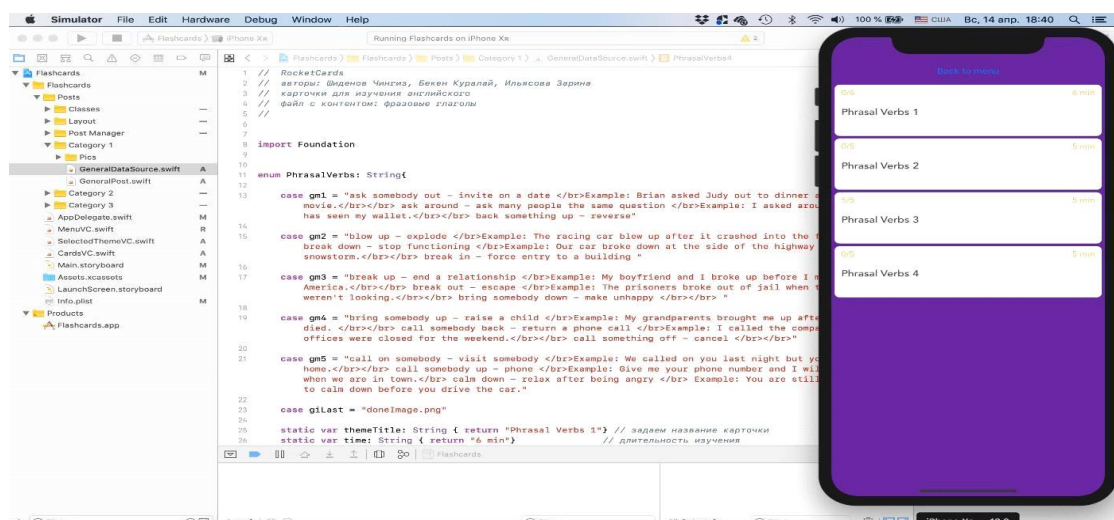 Simulator File Edit Hardware Debug Window Help 100 % США Вс, 14 апр. 18:40
Flashcards iPhone XR Running Flashcards on iPhone XR 2
Flashcards Flashcards Posts Category 1 GeneralDataSource.swift PhrasalVerbs4
Flashcards M
Flashcards
Posts
Classes
Layout
Post Manager
Category 1
Pics
GeneralDataSource.swift A
GeneralPost.swift A
Category 2
Category 3
AppDelegate.swift M
MenuVC.swift R
SelectedThemeVC.swift A
CardsVC.swift A
Main.storyboard M
Assets.xcassets M
LaunchScreen.storyboard
Info.plist M
Products
Flashcards.app
1 // RocketCards
2 // авторы: Шиденов Чингиз, Бекен Куралай, Ильясова Зарина
3 // карточки для изучения английского
4 // файл с контентом: фразовые глаголы
5 //
6
7
8 import Foundation
9
10
11 enum PhrasalVerbs: String{
12
13 case gm1 = "ask somebody out – invite on a date </br>Example: Brian asked Judy out to dinner a
movie.</br></br> ask around – ask many people the same question </br>Example: I asked arou
has seen my wallet.</br></br> back something up – reverse"
14
15 case gm2 = "blow up – explode </br>Example: The racing car blew up after it crashed into the
break down – stop functioning </br>Example: Our car broke down at the side of the highway
snowstorm.</br></br> break in – force entry to a building "
16
17 case gm3 = "break up – end a relationship </br>Example: My boyfriend and I broke up before I
America.</br></br> break out – escape </br>Example: The prisoners broke out of jail when
weren't looking.</br></br> bring somebody down – make unhappy </br></br> "
18
19 case gm4 = "bring somebody up – raise a child </br>Example: My grandparents brought me up afte
died. </br></br> call somebody back – return a phone call </br>Example: I called the compa
offices were closed for the weekend.</br></br> call something off – cancel </br></br>"
20
21 case gm5 = "call on somebody – visit somebody </br>Example: We called on you last night but yo
home.</br></br> call somebody up – phone </br>Example: Give me your phone number and I wil
when we are in town.</br> calm down – relax after being angry </br> Example: You are still
to calm down before you drive the car."
22
23 case giLast = "doneImage.png"
24
25 static var themeTitle: String { return "Phrasal Verbs 1"} // задаем название карточки
26 static var time: String { return "6 min"} // длительность изучения
Flashcards
Back to menu
0/6 6 min
Phrasal Verbs 1
0/5 5 min
Phrasal Verbs 2
5/5 5 min
Phrasal Verbs 3
0/5 5 min
Phrasal Verbs 4